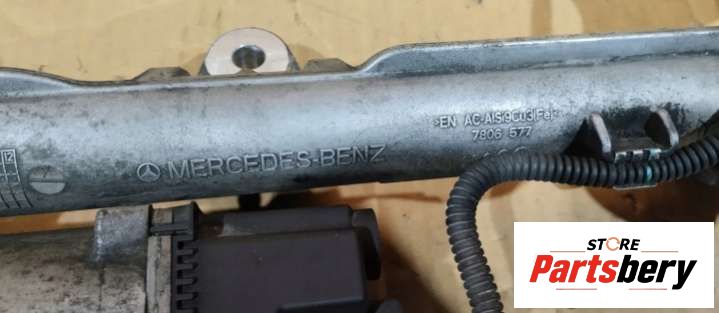 MERCEDES-BENZ
>EN AC-AlSi9Cu3(Fe)<
7806 577
STORE
Partsbery